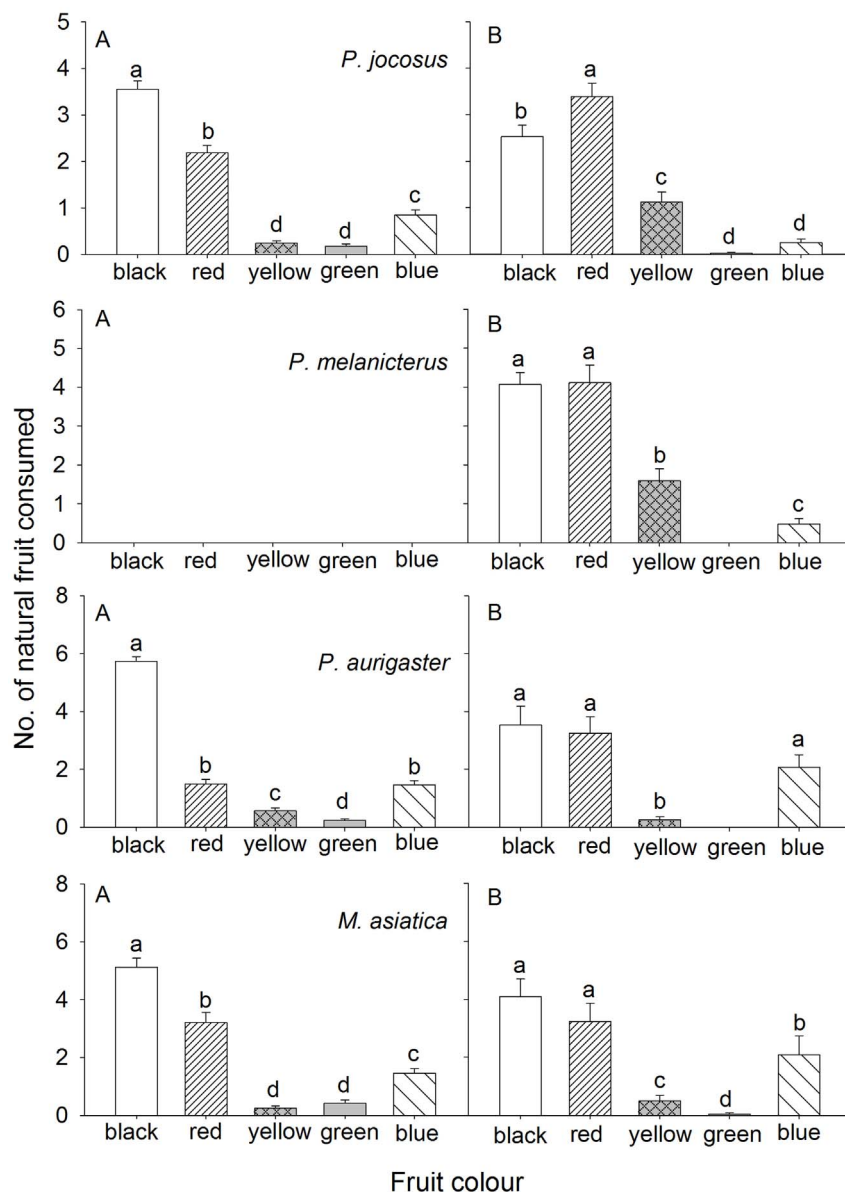 No. of natural fruit consumed
A
P. jocosus
B
5
4
3
2
1
0
a
b
d
d
c
b
a
c
d
d
black red yellow green blue
black red yellow green blue
A
P. melanicterus
B
6
5
4
3
2
1
0
a
a
b
c
black red yellow green blue
black red yellow green blue
A
P. aurigaster
B
8
6
4
2
0
a
b
c
d
b
a
a
b
a
black red yellow green blue
black red yellow green blue
A
M. asiatica
B
8
6
4
2
0
a
b
d
d
c
a
a
c
d
b
black red yellow green blue
black red yellow green blue
Fruit colour